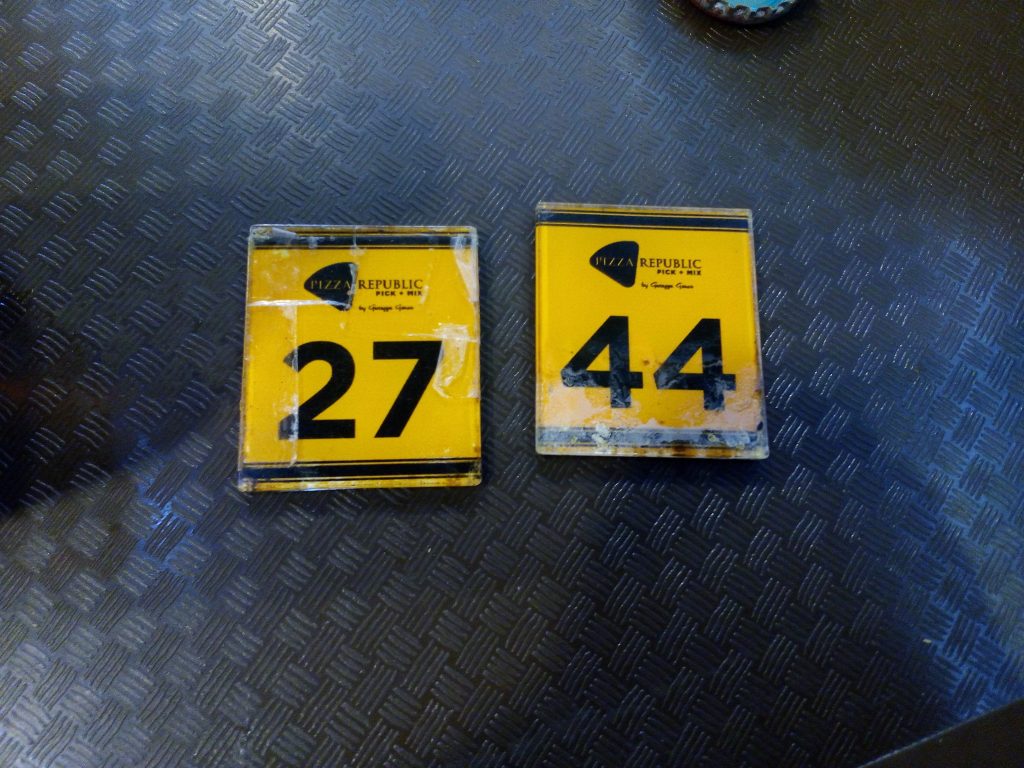 PIZZA REPUBLIC
PICK + MIX
27
PIZZA REPUBLIC
PICK + MIX
44